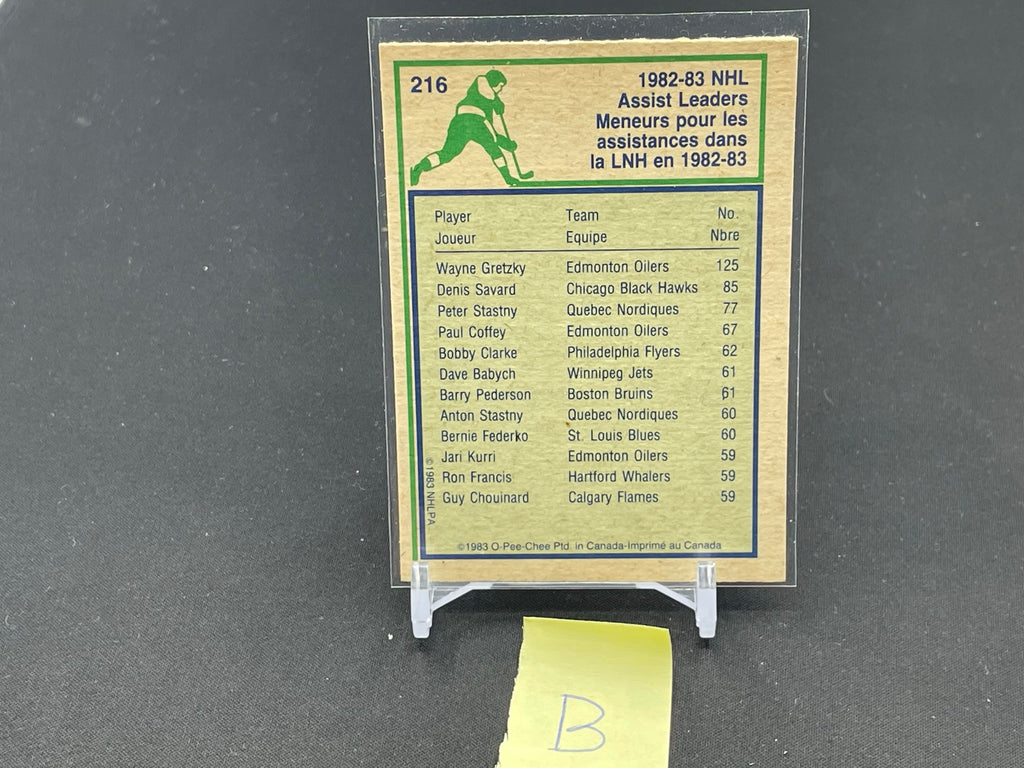 216
1982-83 NHL
Assist Leaders
Meneurs pour les
assistances dans
la LNH en 1982-83
Player Team No.
Joueur Equipe Nbre
Wayne Gretzky Edmonton Oilers 125
Denis Savard Chicago Black Hawks 85
Peter Stastny Quebec Nordiques 77
Paul Coffey Edmonton Oilers 67
Bobby Clarke Philadelphia Flyers 62
Dave Babych Winnipeg Jets 61
Barry Pederson Boston Bruins 61
Anton Stastny Quebec Nordiques 60
Bernie Federko St. Louis Blues 60
Jari Kurri Edmonton Oilers 59
Ron Francis Hartford Whalers 59
Guy Chouinard Calgary Flames 59
©1983 NHLPA
©1983 O-Pee-Chee Ptd. in Canada-Imprimé au Canada
B